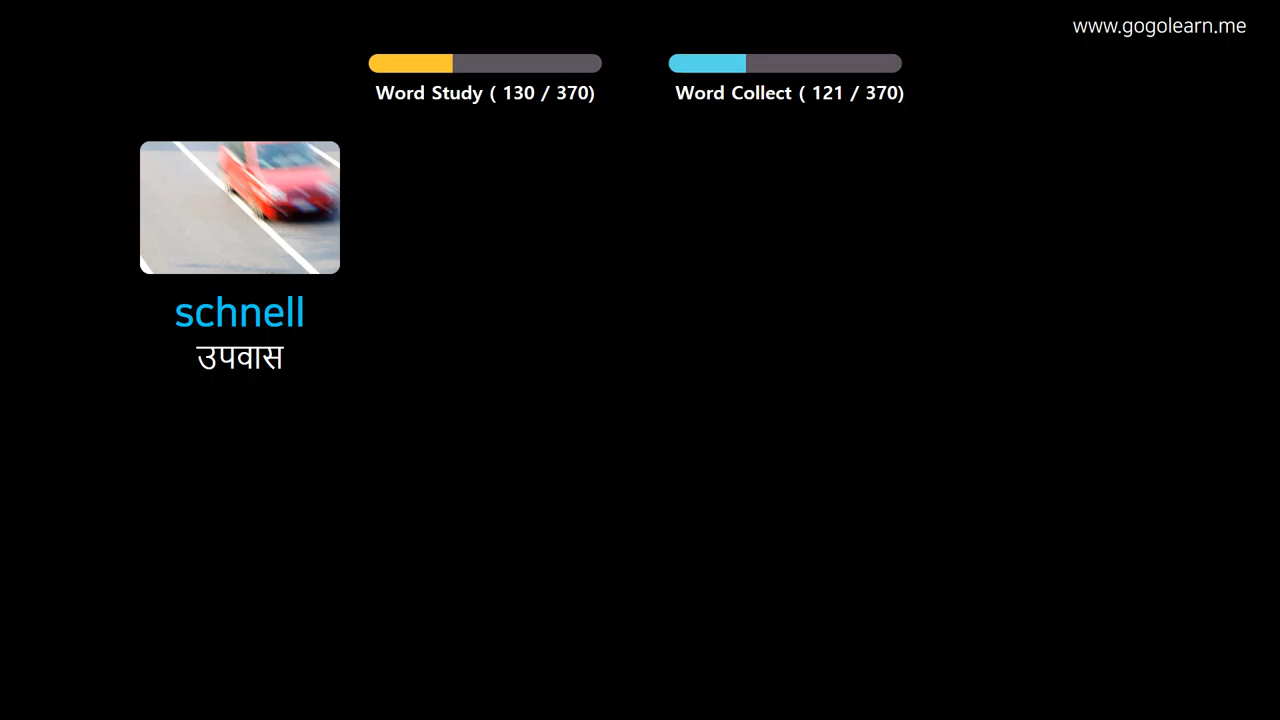 www.gogolearn.me
Word Study ( 130 / 370)
Word Collect ( 121 / 370)
schnell
उपवास